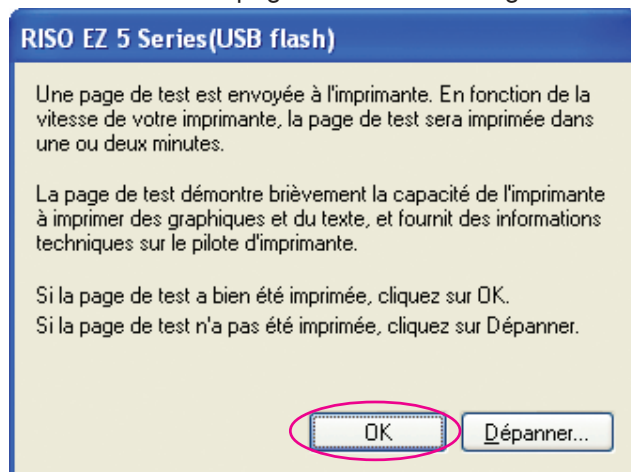 RISO EZ 5 Series(USB flash)
Une page de test est envoyée à l'imprimante. En fonction de la
vitesse de votre imprimante, la page de test sera imprimée dans
une ou deux minutes.
La page de test démontre brièvement la capacité de l'imprimante
à imprimer des graphiques et du texte, et fournit des informations
techniques sur le pilote d'imprimante.
Si la page de test a bien été imprimée, cliquez sur OK.
Si la page de test n'a pas été imprimée, cliquez sur Dépanner.
OK Dépanner...